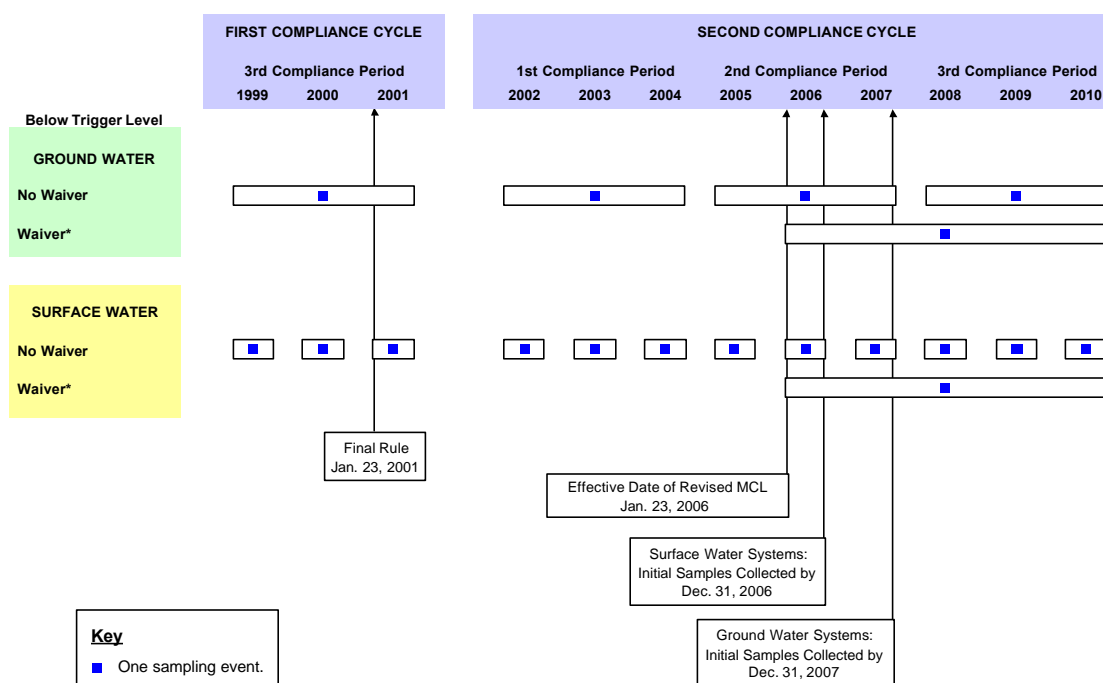 FIRST COMPLIANCE CYCLE
SECOND COMPLIANCE CYCLE
3rd Compliance Period
1st Compliance Period
2nd Compliance Period
3rd Compliance Period
1999 2000 2001 2002 2003 2004 2005 2006 2007 2008 2009 2010
Below Trigger Level
GROUND WATER
No Waiver
Waiver*
SURFACE WATER
No Waiver
Waiver*
Final Rule
Jan. 23, 2001
Effective Date of Revised MCL
Jan. 23, 2006
Surface Water Systems:
Initial Samples Collected by
Dec. 31, 2006
Ground Water Systems:
Initial Samples Collected by
Dec. 31, 2007
Key
One sampling event.